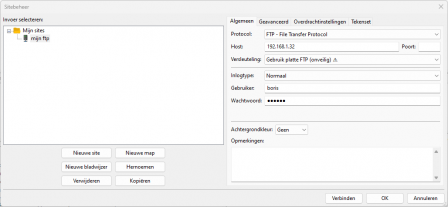 Sitebeheer
Invoer selecteren:
Mijn sites
mijn ftp
Nieuwe site
Nieuwe map
Nieuwe bladwijzer
Hernoemen
Verwijderen
Kopiëren
Algemeen Geavanceerd Overdrachtinstellingen Tekenset
Protocol: FTP - File Transfer Protocol
Host: 192.168.1.32 Poort:
Versleuteling: Gebruik platte FTP (onveilig) ⚠
Inlogtype: Normaal
Gebruiker: boris
Wachtwoord: ••••••
Achtergrondkleur: Geen
Opmerkingen:
Verbinden OK Annuleren